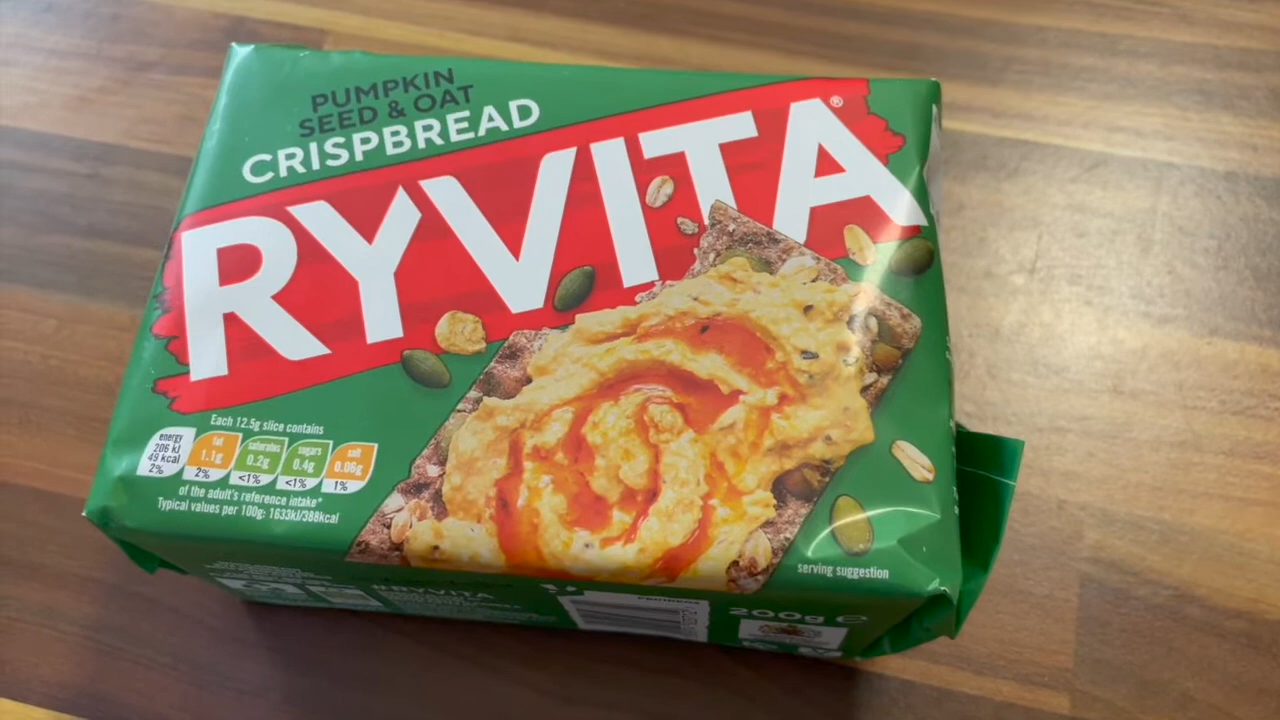 PUMPKIN
SEED & OAT
CRISPBREAD
RYVITA®
Each 12.5g slice contains
energy
206 kJ
49 kcal
2%
fat
1.1g
2%
saturates
0.2g
<1%
sugars
0.4g
<1%
salt
0.06g
1%
of the adult's reference intake*
Typical values per 100g: 1633kJ/388kcal
serving suggestion
RYVITA
200g e